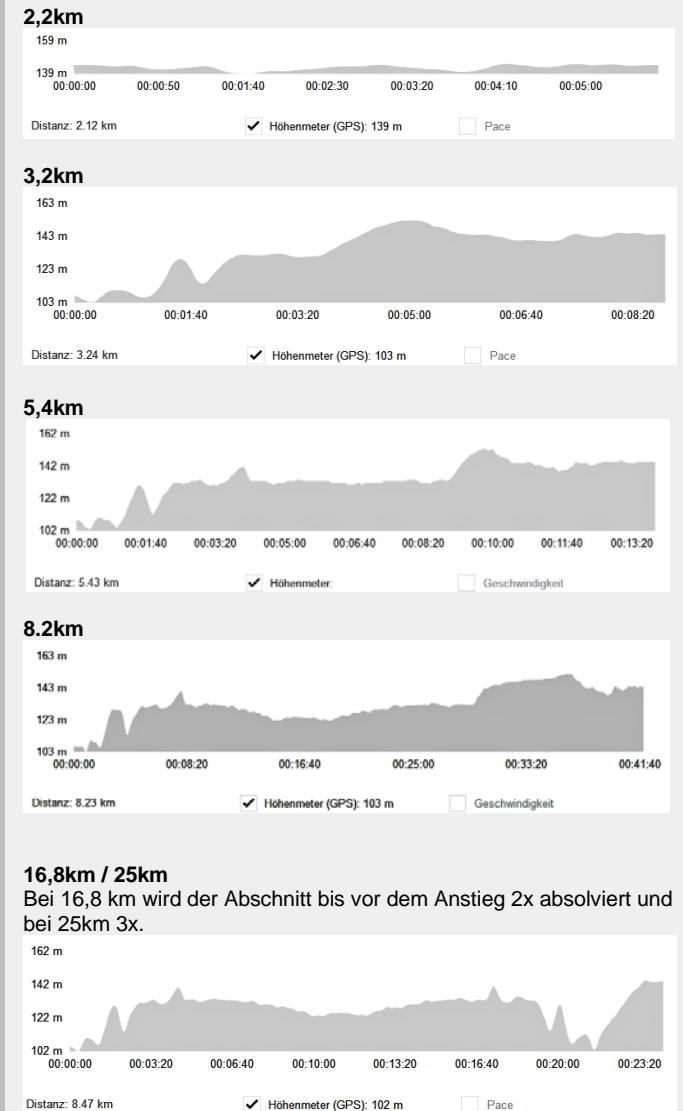 2,2km
159 m
139 m
00:00:00 00:00:50 00:01:40 00:02:30 00:03:20 00:04:10 00:05:00
Distanz: 2.12 km Höhenmeter (GPS): 139 m Pace
3,2km
163 m
143 m
123 m
103 m
00:00:00 00:01:40 00:03:20 00:05:00 00:06:40 00:08:20
Distanz: 3.24 km Höhenmeter (GPS): 103 m Pace
5,4km
162 m
142 m
122 m
102 m
00:00:00 00:01:40 00:03:20 00:05:00 00:06:40 00:08:20 00:10:00 00:11:40 00:13:20
Distanz: 5.43 km Höhenmeter: Geschwindigkeit
8.2km
163 m
143 m
123 m
103 m
00:00:00 00:08:20 00:16:40 00:25:00 00:33:20 00:41:40
Distanz: 8.23 km Höhenmeter (GPS): 103 m Geschwindigkeit
16,8km / 25km
Bei 16,8 km wird der Abschnitt bis vor dem Anstieg 2x absolviert und
bei 25km 3x.
162 m
142 m
122 m
102 m
00:00:00 00:03:20 00:06:40 00:10:00 00:13:20 00:16:40 00:20:00 00:23:20
Distanz: 8.47 km Höhenmeter (GPS): 102 m Pace